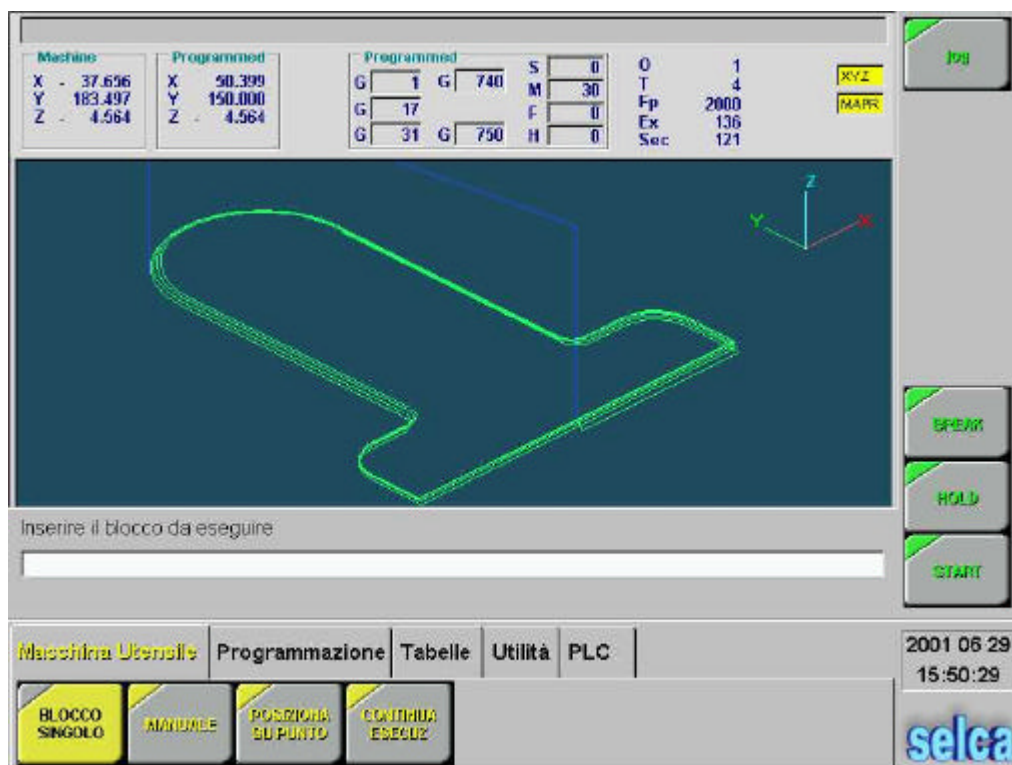 Machine Programmed Programmed
X - 37.656 X 50.399 G 1 G 740 S 0 O 1 XYZ
Y 183.497 Y 150.000 G 17 M 30 T 4 MAPR
Z - 4.564 Z - 4.564 G 31 G 750 F 0 Fp 2000
H 0 Ex 136
Sec 121
jog
Z
Y X
BREAK
HOLD
START
Inserire il blocco da eseguire
Macchina Utensile Programmazione Tabelle Utilità PLC
2001 06 29
15:50:29
BLOCCO SINGOLO
MANUALE
POSIZIONA SU PUNTO
CONTINUA ESECUZ
selca